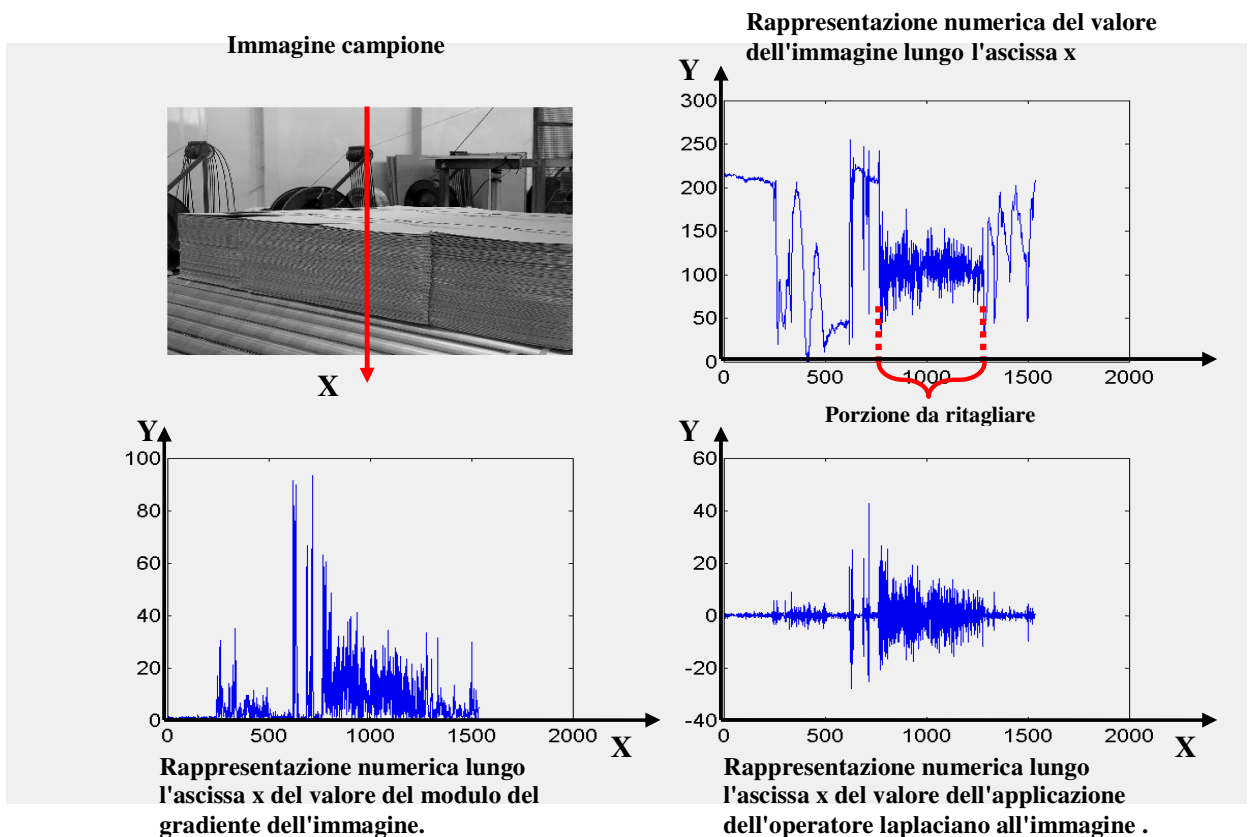 Immagine campione
Rappresentazione numerica del valore
dell'immagine lungo l'ascissa x
X
Y
300
250
200
150
100
50
0
0 500 1000 1500 2000
Porzione da ritagliare
Y
100
80
60
40
20
0
0 500 1000 1500 2000
X
Rappresentazione numerica lungo
l'ascissa x del valore del modulo del
gradiente dell'immagine.
Y
60
40
20
0
-20
-40
0 500 1000 1500 2000
X
Rappresentazione numerica lungo
l'ascissa x del valore dell'applicazione
dell'operatore laplaciano all'immagine .